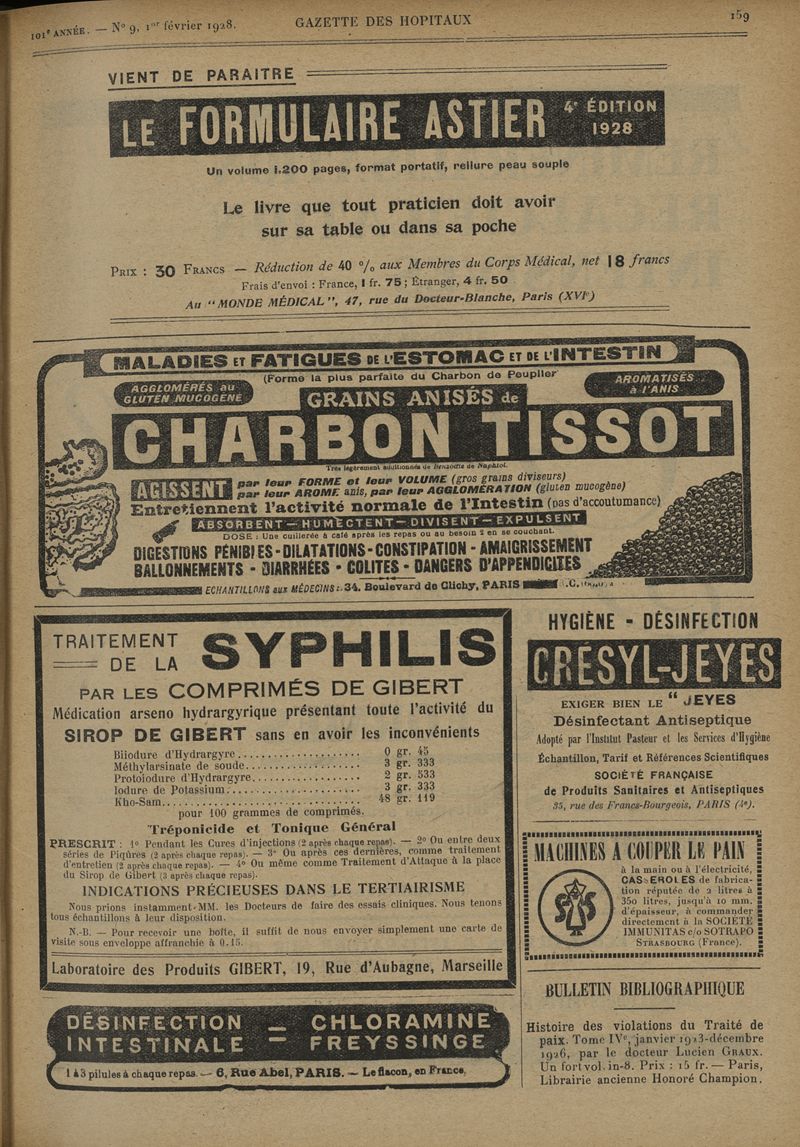 101e ANNÉE. — No 9, 1er février 1928.
GAZETTE DES HOPITAUX
159
VIENT DE PARAITRE
LE FORMULAIRE ASTIER 4e ÉDITION 1928
Un volume 1.200 pages, format portatif, reliure peau souple
Le livre que tout praticien doit avoir
sur sa table ou dans sa poche
PRIX : 30 FRANCS — Réduction de 40 % aux Membres du Corps Médical, net 18 francs
Frais d'envoi : France, 1 fr. 75 ; Étranger, 4 fr. 50
Au "MONDE MÉDICAL", 47, rue du Docteur-Blanche, Paris (XVIe)
MALADIES ET FATIGUES DE L'ESTOMAC ET DE L'INTESTIN
(Forme la plus parfaite du Charbon de Peuplier
AGGLOMÉRÉS au
GLUTEN MUCOGÈNE
GRAINS ANISÉS de
AROMATISÉS
à l'ANIS
CHARBON TISSOT
Très légèrement additionnés de Benzoate de Naphtol.
AGISSENT
par leur FORME et leur VOLUME (gros grains diviseurs)
par leur AROME anis, par leur AGGLOMÉRATION (gluten mucogène)
Entretiennent l'activité normale de l'Intestin (pas d'accoutumance)
ABSORBENT — HUMECTENT — DIVISENT — EXPULSENT
DOSE : Une cuillerée à café après les repas ou au besoin 2 en se couchant.
DIGESTIONS PÉNIBLES - DILATATIONS - CONSTIPATION - AMAIGRISSEMENT
BALLONNEMENTS - DIARRHÉES - COLITES - DANGERS D'APPENDICITES
ECHANTILLONS aux MÉDECINS : 34, Boulevard de Clichy, PARIS
TRAITEMENT
DE LA
SYPHILIS
PAR LES COMPRIMÉS DE GIBERT
Médication arseno hydrargyrique présentant toute l'activité du
SIROP DE GIBERT sans en avoir les inconvénients
Biiodure d'Hydrargyre.................... 0 gr. 45
Méthylarsinate de soude.................. 3 gr. 333
Protoiodure d'Hydrargyre................. 2 gr. 533
Iodure de Potassium...................... 3 gr. 333
Kho-Sam.................................. 48 gr. 119
pour 100 grammes de comprimés.
Tréponicide et Tonique Général
PRESCRIT : 1o Pendant les Cures d'injections (2 après chaque repas). — 2o Ou entre deux
séries de Piqûres (2 après chaque repas). — 3o Ou après ces dernières, comme traitement
d'entretien (2 après chaque repas). — 4o Ou même comme Traitement d'Attaque à la place
du Sirop de Gibert (3 après chaque repas).
INDICATIONS PRÉCIEUSES DANS LE TERTIAIRISME
Nous prions instamment MM. les Docteurs de faire des essais cliniques. Nous tenons
tous échantillons à leur disposition.
N.-B. — Pour recevoir une boîte, il suffit de nous envoyer simplement une carte de
visite sous enveloppe affranchie à 0.15.
Laboratoire des Produits GIBERT, 19, Rue d'Aubagne, Marseille
DÉSINFECTION
INTESTINALE
CHLORAMINE
FREYSSINGE
1 à 3 pilules à chaque repas. — 6, Rue Abel, PARIS. — Le flacon, en France,
HYGIÈNE - DÉSINFECTION
CRÉSYL-JEYES
EXIGER BIEN LE "JEYES
Désinfectant Antiseptique
Adopté par l'Institut Pasteur et les Services d'Hygiène
Échantillon, Tarif et Références Scientifiques
SOCIÉTÉ FRANÇAISE
de Produits Sanitaires et Antiseptiques
35, rue des Francs-Bourgeois, PARIS (4e).
MACHINES A COUPER LE PAIN
à la main ou à l'électricité,
CASSEROLES de fabrica-
tion réputée de 2 litres à
350 litres, jusqu'à 10 mm.
d'épaisseur, à commander
directement à la SOCIÉTÉ
IMMUNITAS c/o SOTRAPO
STRASBOURG (France).
BULLETIN BIBLIOGRAPHIQUE
Histoire des violations du Traité de
paix. Tome IVe, janvier 1923-décembre
1926, par le docteur Lucien GRAUX.
Un fort vol. in-8. Prix : 15 fr. — Paris,
Librairie ancienne Honoré Champion.